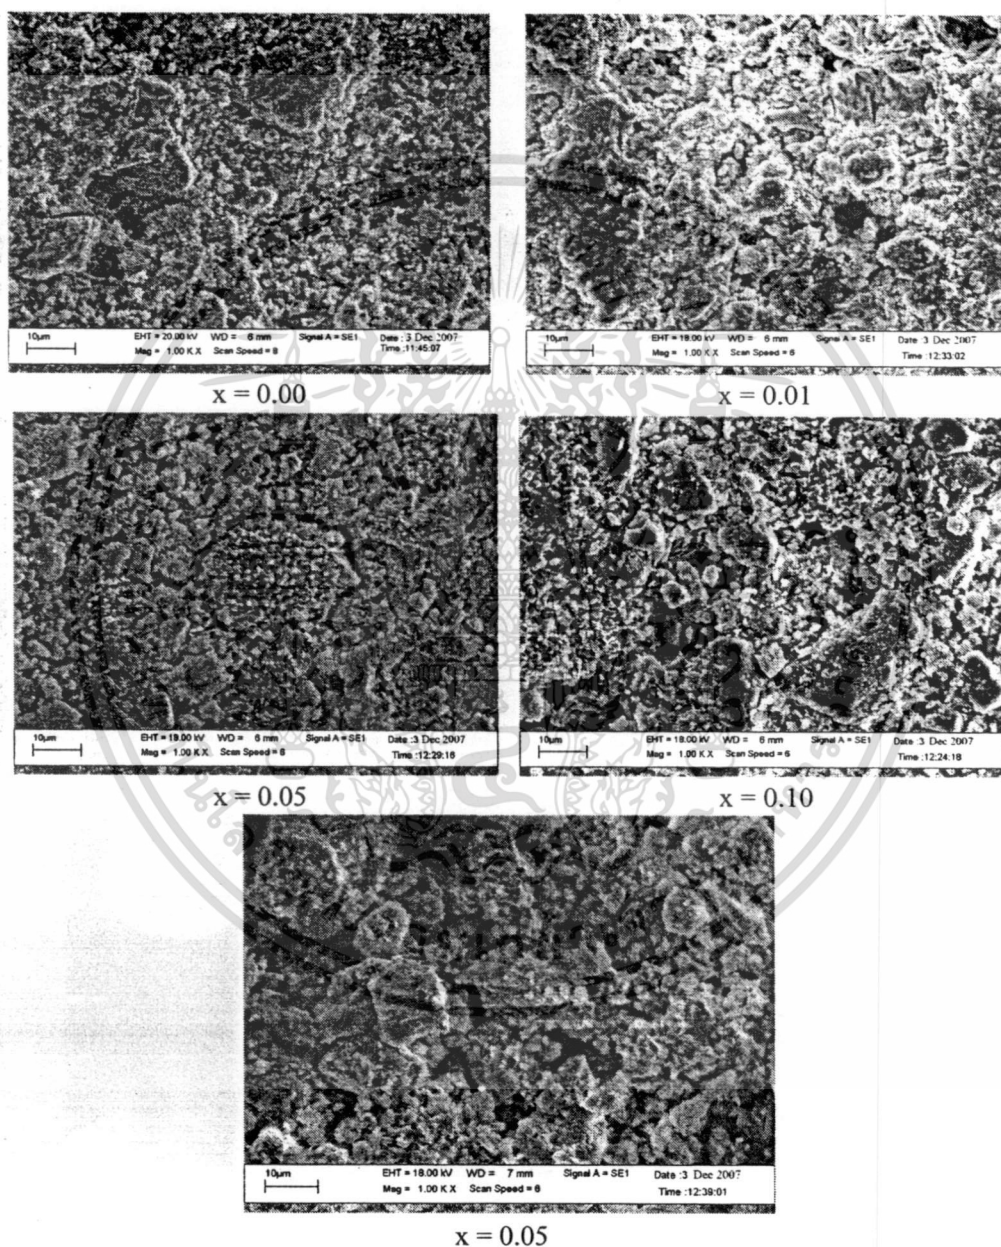 10µm EHT = 20.00 kV WD = 6 mm Signal A = SE1 Date :3 Dec 2007
Mag = 1.00 K X Scan Speed = 8 Time :11:45:07
x = 0.00
10µm EHT = 18.00 kV WD = 6 mm Signal A = SE1 Date :3 Dec 2007
Mag = 1.00 K X Scan Speed = 6 Time :12:33:02
x = 0.01
10µm EHT = 18.00 kV WD = 6 mm Signal A = SE1 Date :3 Dec 2007
Mag = 1.00 K X Scan Speed = 6 Time :12:29:16
x = 0.05
10µm EHT = 18.00 kV WD = 6 mm Signal A = SE1 Date :3 Dec 2007
Mag = 1.00 K X Scan Speed = 6 Time :12:24:18
x = 0.10
10µm EHT = 18.00 kV WD = 7 mm Signal A = SE1 Date :3 Dec 2007
Mag = 1.00 K X Scan Speed = 6 Time :12:39:01
x = 0.05